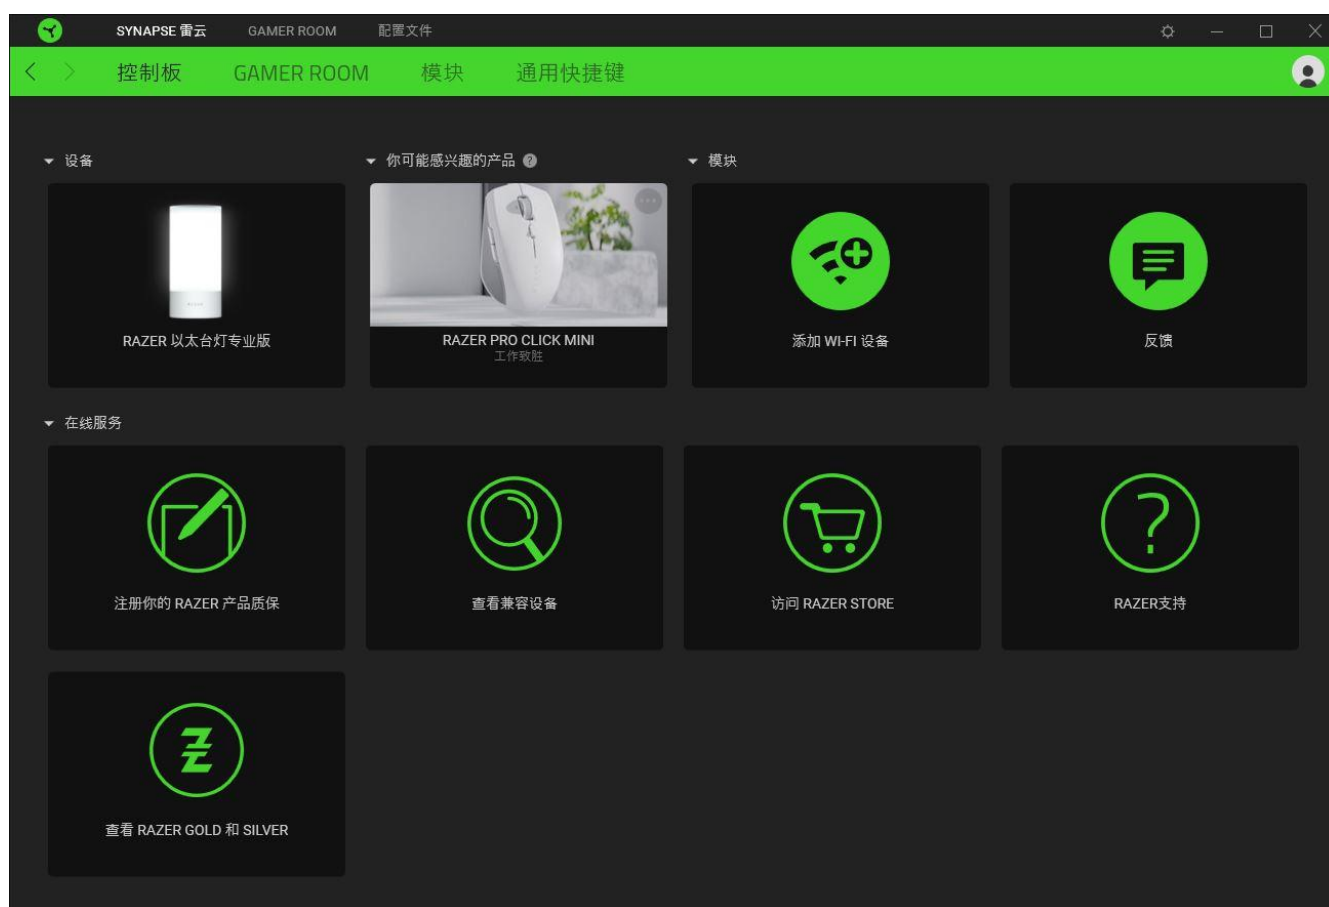 SYNAPSE 雷云
GAMER ROOM
配置文件
控制板
GAMER ROOM
模块
通用快捷键
设备
你可能感兴趣的产品
模块
RAZER 以太台灯专业版
RAZER PRO CLICK MINI
工作致胜
添加 WI-FI 设备
反馈
在线服务
注册你的 RAZER 产品质保
查看兼容设备
访问 RAZER STORE
RAZER支持
查看 RAZER GOLD 和 SILVER